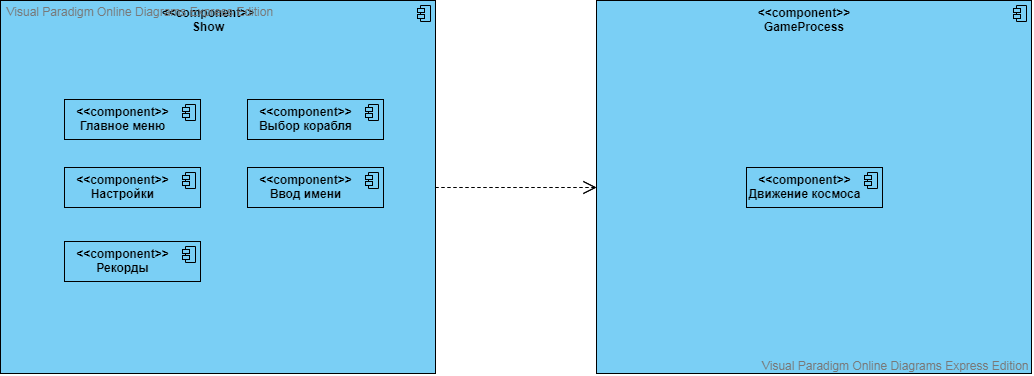 Visual Paradigm Online Diagrams Express Edition
<<component>>
Show
<<component>>
GameProcess
<<component>>
Главное меню
<<component>>
Выбор корабля
<<component>>
Настройки
<<component>>
Ввод имени
<<component>>
Движение космоса
<<component>>
Рекорды
Visual Paradigm Online Diagrams Express Edition